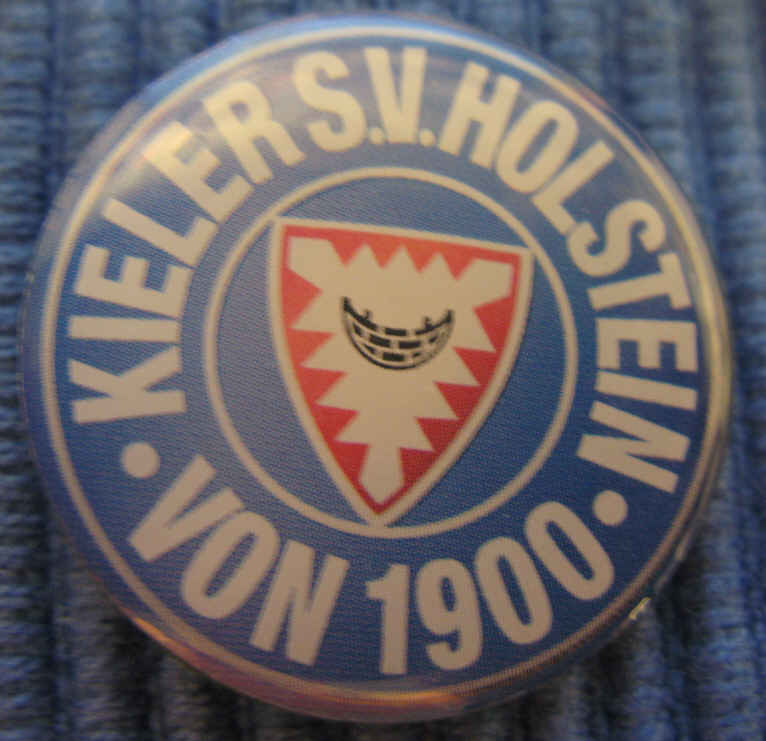 KIELER S.V. HOLSTEIN
• VON 1900 •